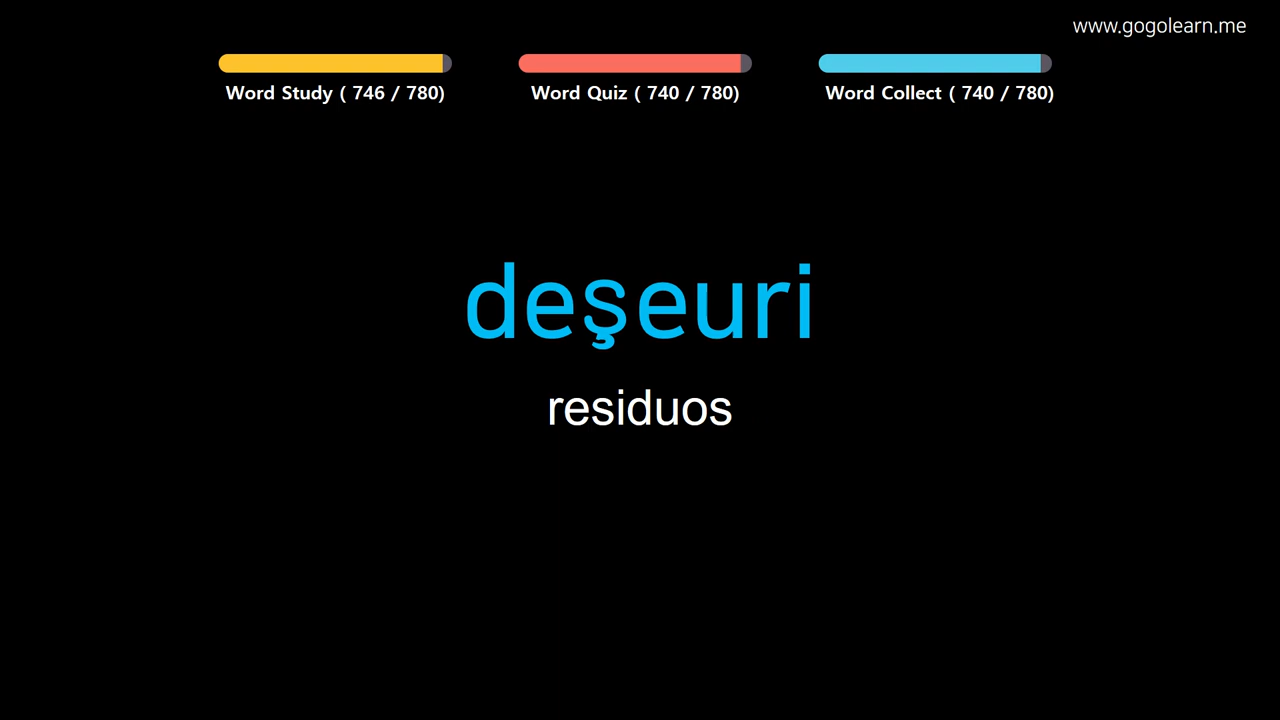 www.gogolearn.me
Word Study ( 746 / 780)
Word Quiz ( 740 / 780)
Word Collect ( 740 / 780)
deşeuri
residuos